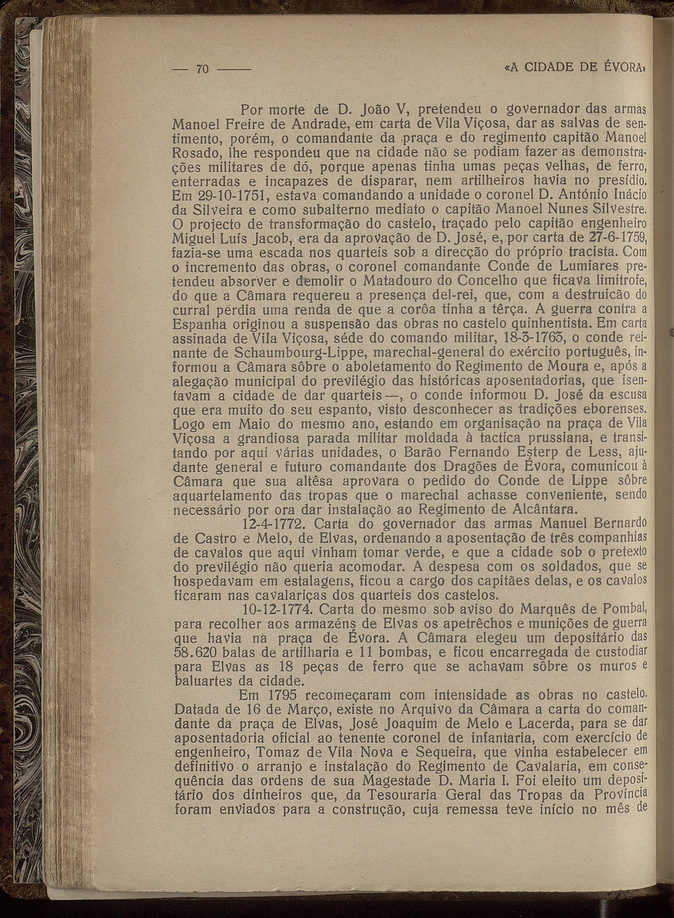 — 70 —
«A CIDADE DE ÉVORA»
Por morte de D. João V, pretendeu o governador das armas
Manoel Freire de Andrade, em carta de Vila Viçosa, dar as salvas de sen-
timento, porém, o comandante da praça e do regimento capitão Manoel
Rosado, lhe respondeu que na cidade não se podiam fazer as demonstra-
ções militares de dó, porque apenas tinha umas peças velhas, de ferro,
enterradas e incapazes de disparar, nem artilheiros havia no presídio.
Em 29-10-1751, estava comandando a unidade o coronel D. António Inácio
da Silveira e como subalterno mediato o capitão Manoel Nunes Silvestre.
O projecto de transformação do castelo, traçado pelo capitão engenheiro
Miguel Luís Jacob, era da aprovação de D. José, e, por carta de 27-6-1759,
fazia-se uma escada nos quarteis sob a direcção do próprio tracista. Com
o incremento das obras, o coronel comandante Conde de Lumiares pre-
tendeu absorver e demolir o Matadouro do Concelho que ficava limítrofe,
do que a Câmara requereu a presença del-rei, que, com a destruicão do
curral perdia uma renda de que a corôa tinha a têrça. A guerra contra a
Espanha originou a suspensão das obras no castelo quinhentista. Em carta
assinada de Vila Viçosa, séde do comando militar, 18-3-1763, o conde rei-
nante de Schaumbourg-Lippe, marechal-general do exército português, in-
formou a Câmara sôbre o aboletamento do Regimento de Moura e, após a
alegação municipal do previlégio das históricas aposentadorias, que isen-
tavam a cidade de dar quarteis—, o conde informou D. José da escusa
que era muito do seu espanto, visto desconhecer as tradições eborenses.
Logo em Maio do mesmo ano, estando em organisação na praça de Vila
Viçosa a grandiosa parada militar moldada à tactica prussiana, e transi-
tando por aqui várias unidades, o Barão Fernando Esterp de Less, aju-
dante general e futuro comandante dos Dragões de Évora, comunicou à
Câmara que sua altêsa aprovara o pedido do Conde de Lippe sôbre
aquartelamento das tropas que o marechal achasse conveniente, sendo
necessário por ora dar instalação ao Regimento de Alcântara.
12-4-1772. Carta do governador das armas Manuel Bernardo
de Castro e Melo, de Elvas, ordenando a aposentação de três companhias
de cavalos que aqui vinham tomar verde, e que a cidade sob o pretexto
do previlégio não queria acomodar. A despesa com os soldados, que se
hospedavam em estalagens, ficou a cargo dos capitães delas, e os cavalos
ficaram nas cavalariças dos quarteis dos castelos.
10-12-1774. Carta do mesmo sob aviso do Marquês de Pombal,
para recolher aos armazéns de Elvas os apetrêchos e munições de guerra
que havia na praça de Évora. A Câmara elegeu um depositário das
58.620 balas de artilharia e 11 bombas, e ficou encarregada de custodiar
para Elvas as 18 peças de ferro que se achavam sôbre os muros e
baluartes da cidade.
Em 1795 recomeçaram com intensidade as obras no castelo.
Datada de 16 de Março, existe no Arquivo da Câmara a carta do coman-
dante da praça de Elvas, José Joaquim de Melo e Lacerda, para se dar
aposentadoria oficial ao tenente coronel de infantaria, com exercício de
engenheiro, Tomaz de Vila Nova e Sequeira, que vinha estabelecer em
definitivo o arranjo e instalação do Regimento de Cavalaria, em conse-
quência das ordens de sua Magestade D. Maria I. Foi eleito um deposi-
tário dos dinheiros que, da Tesouraria Geral das Tropas da Província
foram enviados para a construção, cuja remessa teve início no mês de